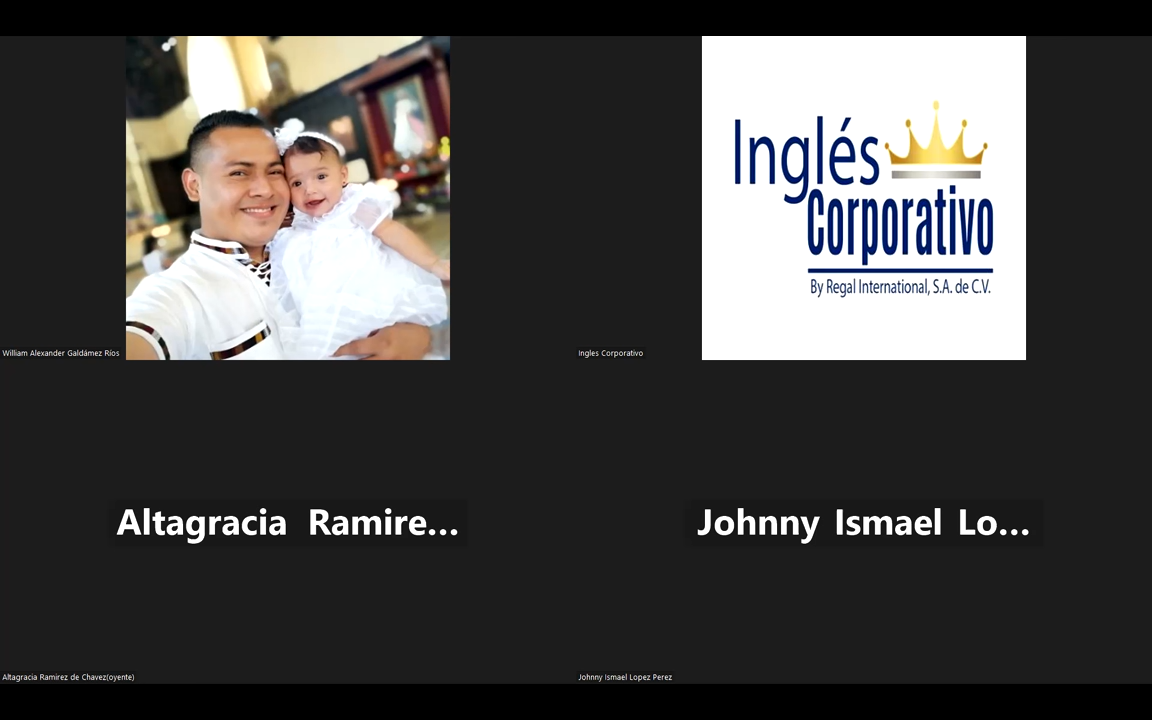 Inglés
Corporativo
By Regal International, S.A. de C.V.
William Alexander Galdámez Ríos
Ingles Corporativo
Altagracia Ramire...
Johnny Ismael Lo...
Altagracia Ramirez de Chavez(oyente)
Johnny Ismael Lopez Perez